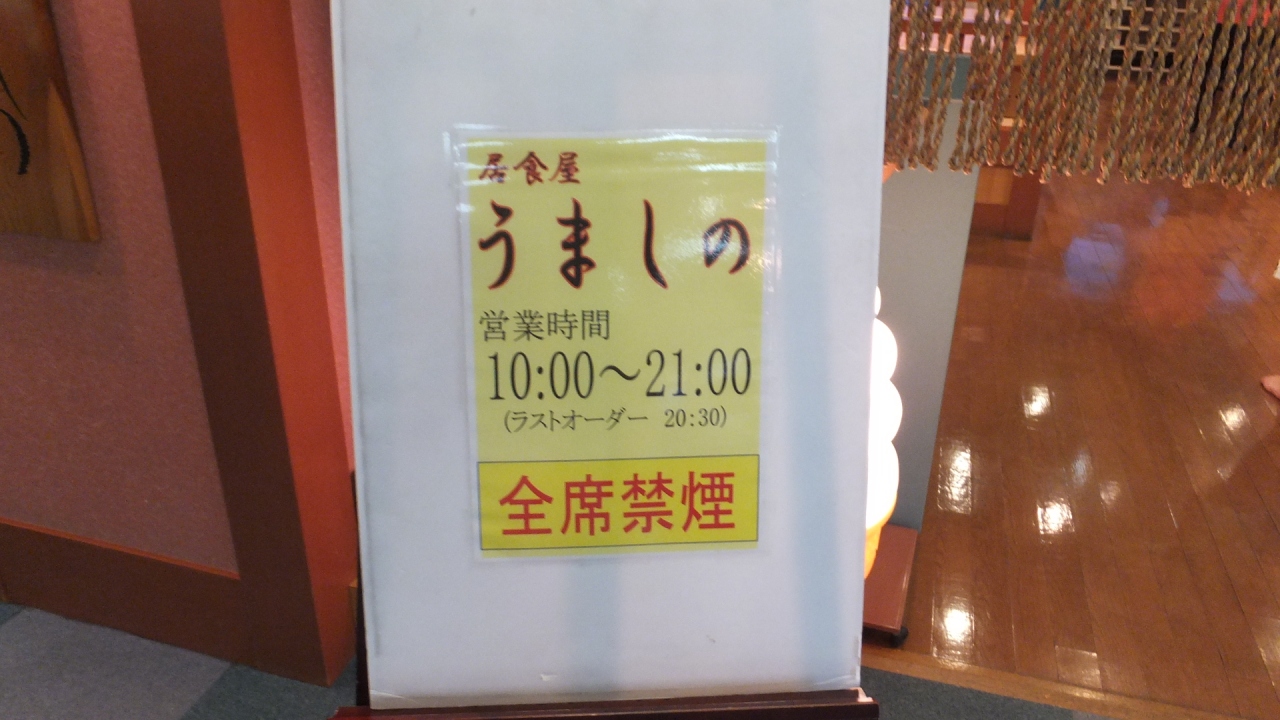 居食屋
うましの
営業時間
10:00～21:00
(ラストオーダー 20:30)
全席禁煙